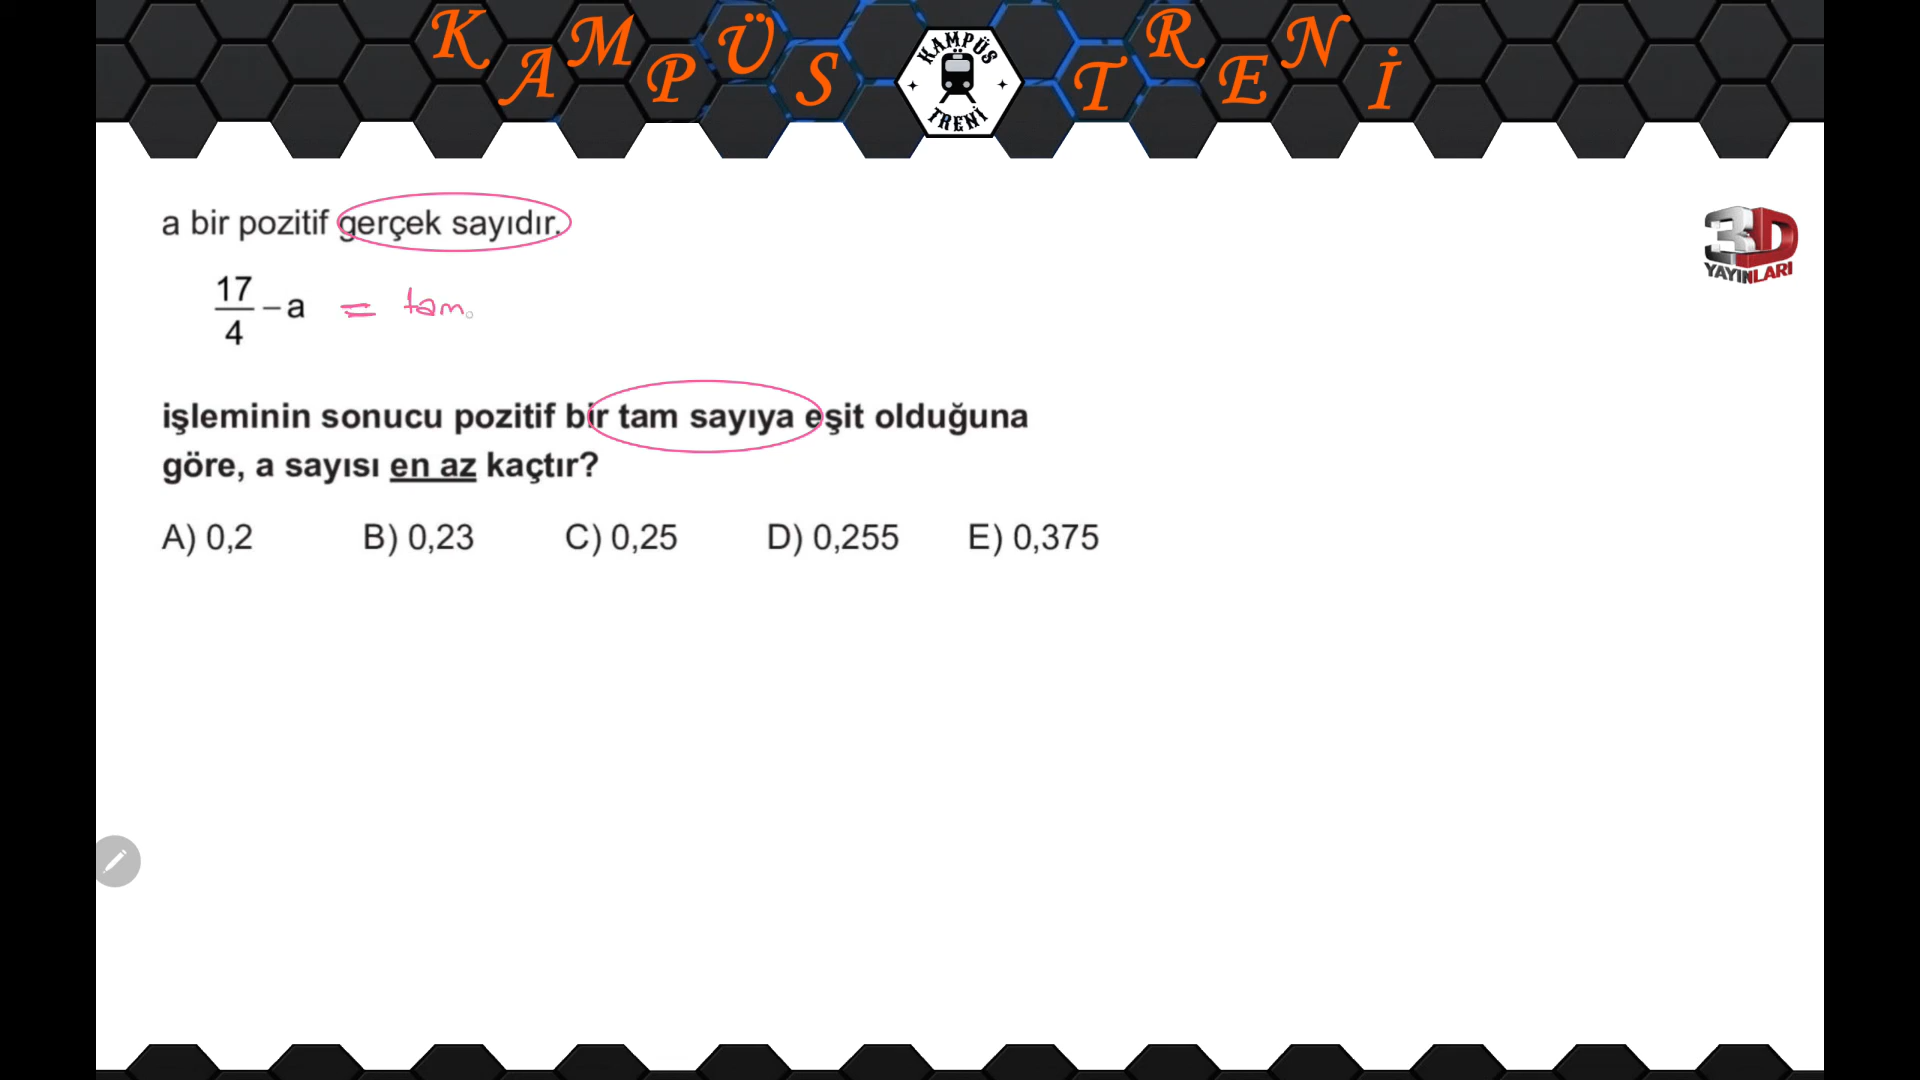 KAMPÜS TRENİ
KAMPÜS
TRENİ
a bir pozitif gerçek sayıdır.
3D
YAYINLARI
17/4 − a = tam
işleminin sonucu pozitif bir tam sayıya eşit olduğuna
göre, a sayısı en az kaçtır?
A) 0,2 B) 0,23 C) 0,25 D) 0,255 E) 0,375